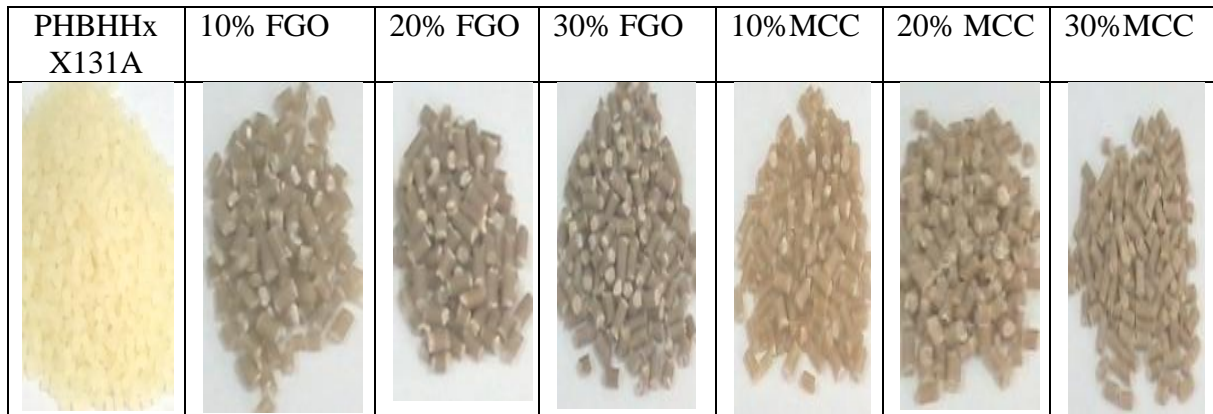 PHBHHx
X131A
10% FGO
20% FGO
30% FGO
10%MCC
20% MCC
30%MCC